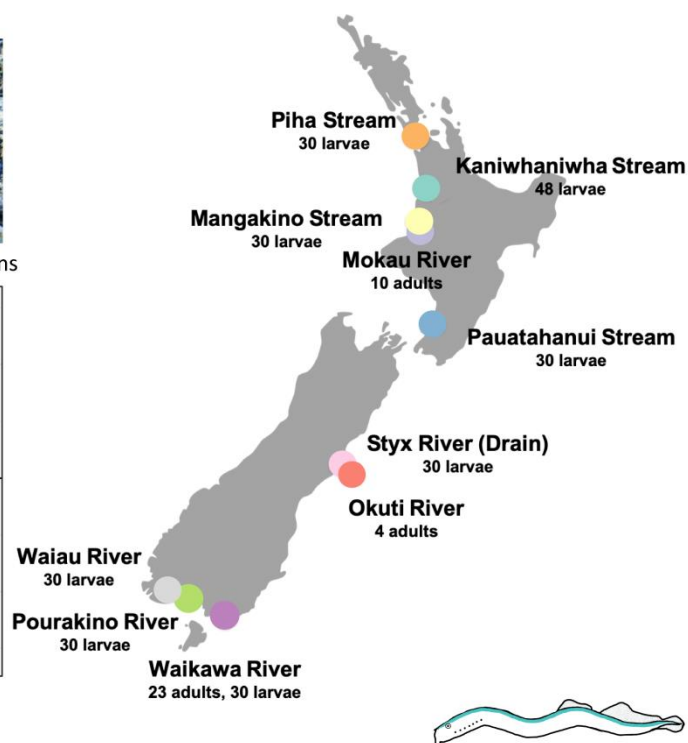 Piha Stream
30 larvae
Kaniwhaniwha Stream
48 larvae
Mangakino Stream
30 larvae
Mokau River
10 adults
ns
Pauatahanui Stream
30 larvae
Styx River (Drain)
30 larvae
Okuti River
4 adults
Waiau River
30 larvae
Pourakino River
30 larvae
Waikawa River
23 adults, 30 larvae